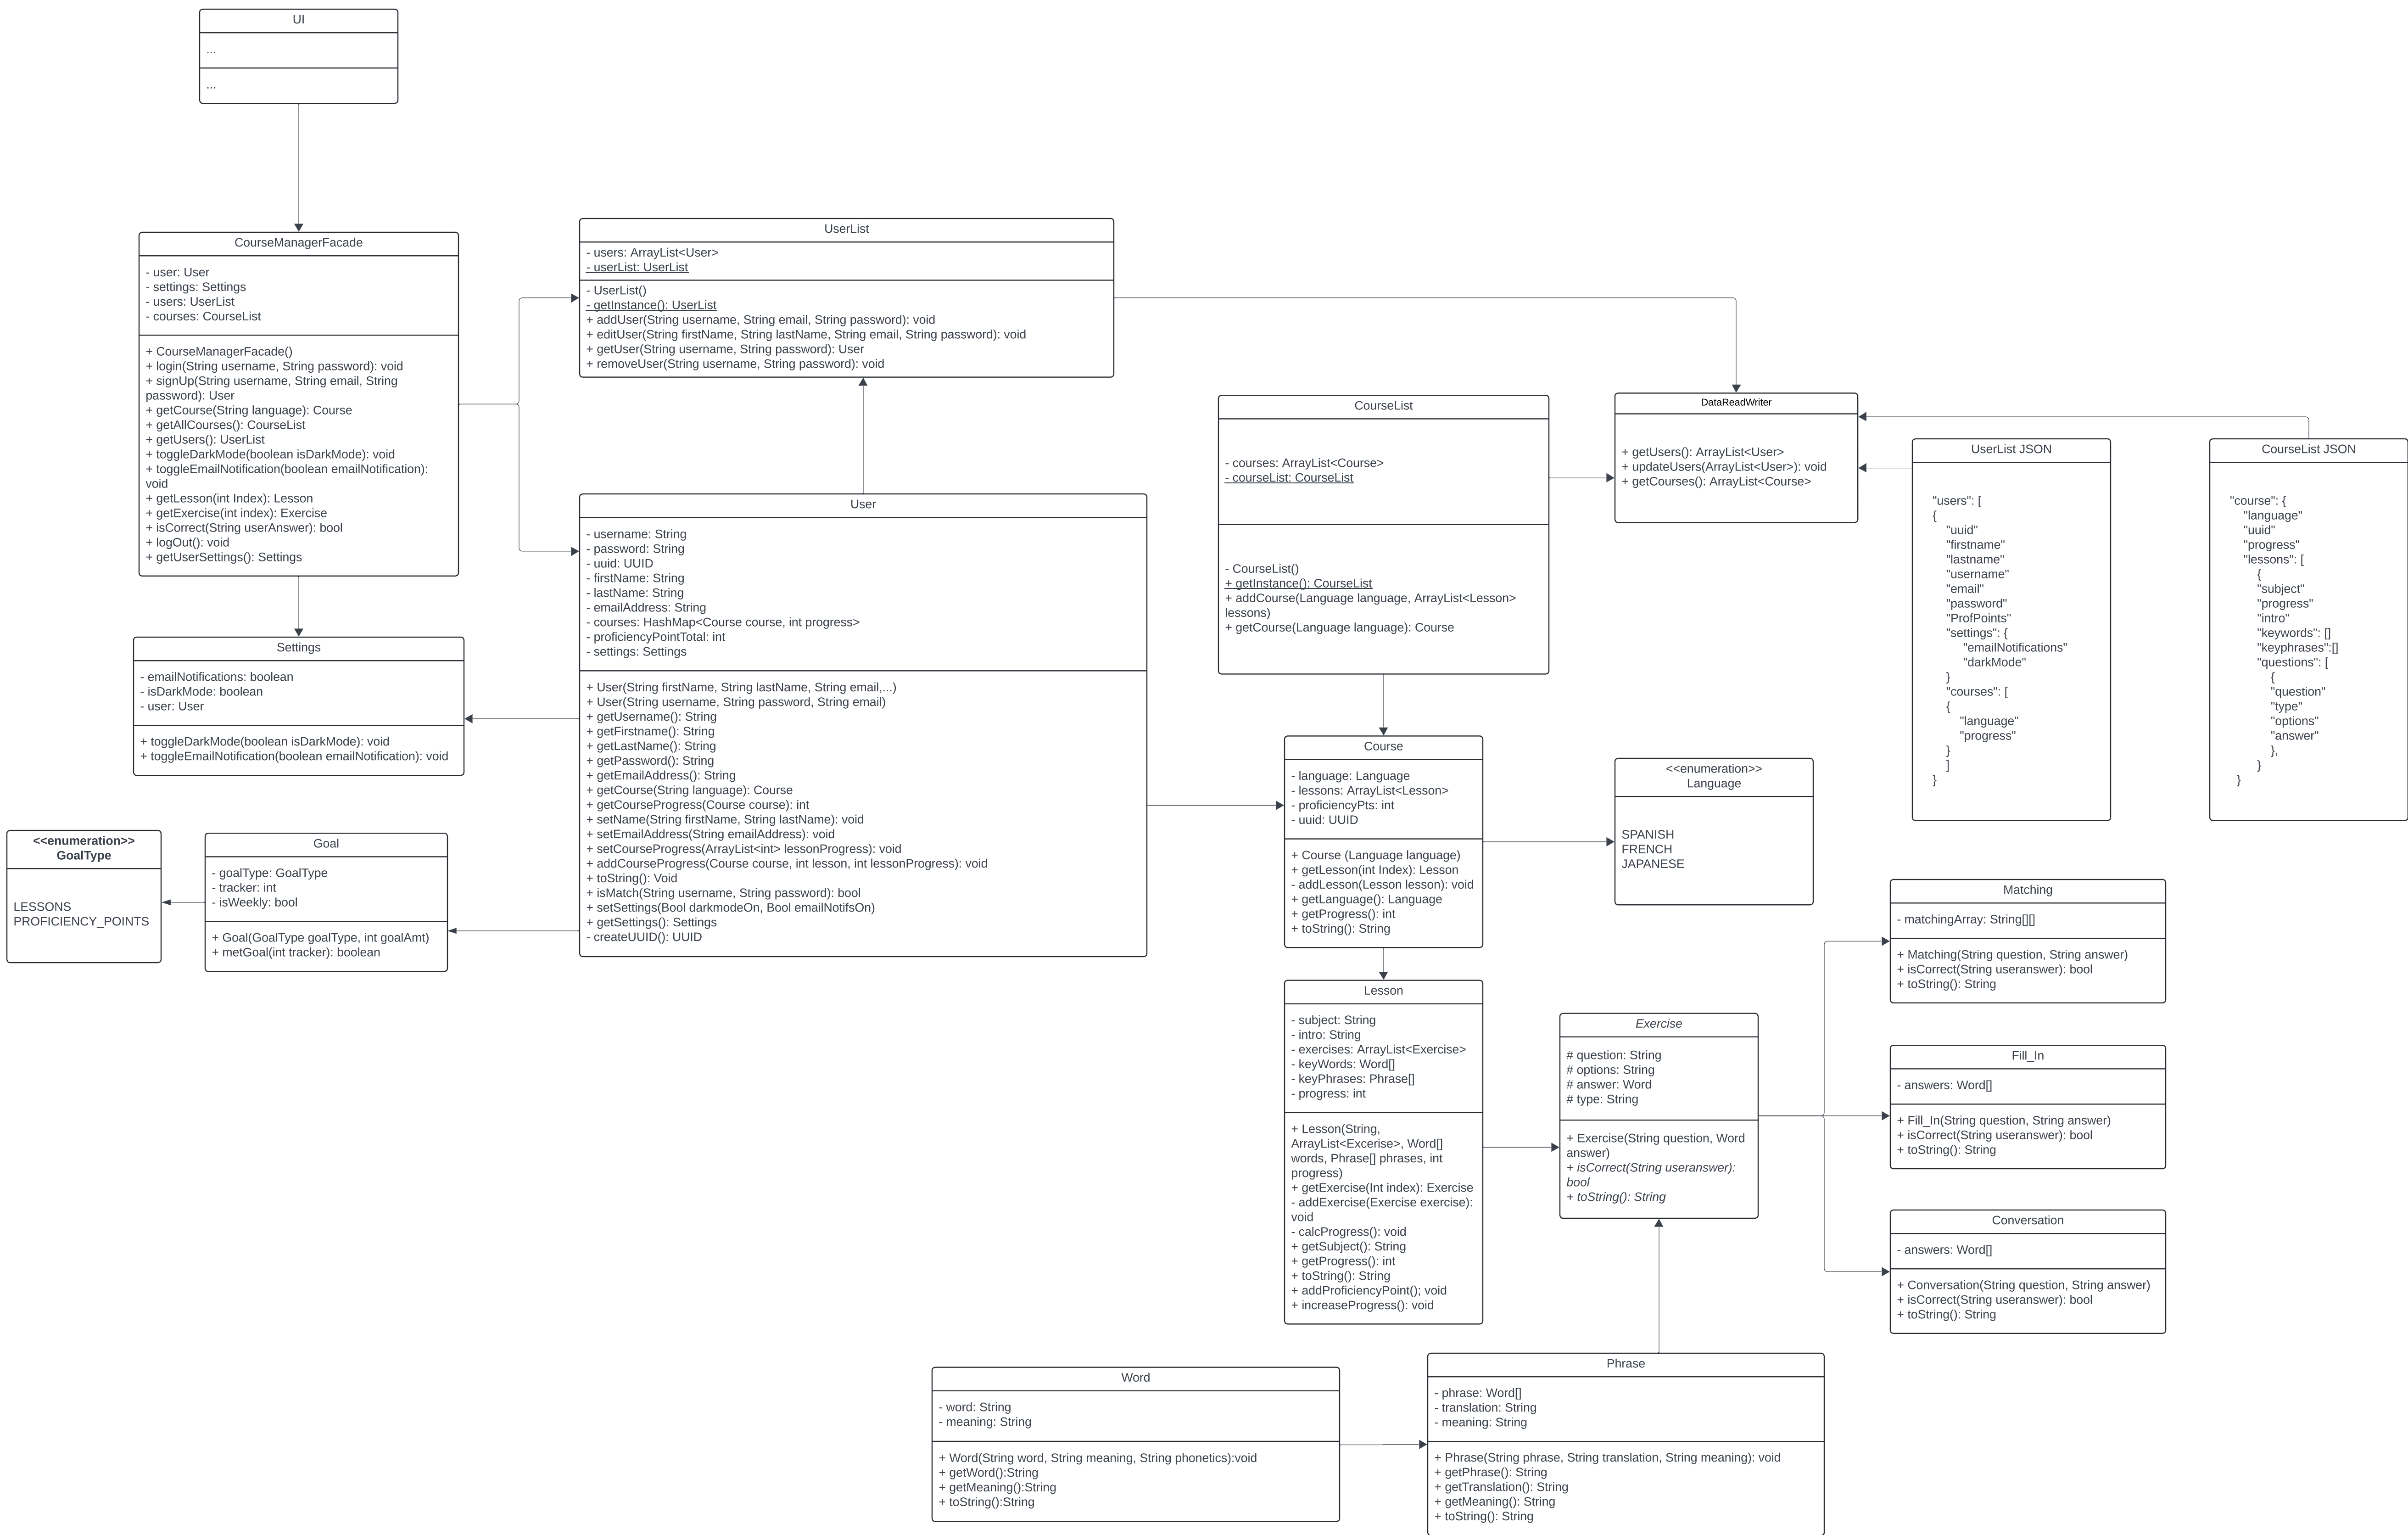 UI
...
...
CourseManagerFacade
- user: User
- settings: Settings
- users: UserList
- courses: CourseList
+ CourseManagerFacade()
+ login(String username, String password): void
+ signUp(String username, String email, String
password): User
+ getCourse(String language): Course
+ getAllCourses(): CourseList
+ getUsers(): UserList
+ toggleDarkMode(boolean isDarkMode): void
+ toggleEmailNotification(boolean emailNotification):
void
+ getLesson(int Index): Lesson
+ getExercise(int index): Exercise
+ isCorrect(String userAnswer): bool
+ logOut(): void
+ getUserSettings(): Settings
Settings
- emailNotifications: boolean
- isDarkMode: boolean
- user: User
+ toggleDarkMode(boolean isDarkMode): void
+ toggleEmailNotification(boolean emailNotification): void
<<enumeration>>
GoalType
LESSONS
PROFICIENCY_POINTS
Goal
- goalType: GoalType
- tracker: int
- isWeekly: bool
+ Goal(GoalType goalType, int goalAmt)
+ metGoal(int tracker): boolean
UserList
- users: ArrayList<User>
- userList: UserList
- UserList()
- getInstance(): UserList
+ addUser(String username, String email, String password): void
+ editUser(String firstName, String lastName, String email, String password): void
+ getUser(String username, String password): User
+ removeUser(String username, String password): void
User
- username: String
- password: String
- uuid: UUID
- firstName: String
- lastName: String
- emailAddress: String
- courses: HashMap<Course course, int progress>
- proficiencyPointTotal: int
- settings: Settings
+ User(String firstName, String lastName, String email,...)
+ User(String username, String password, String email)
+ getUsername(): String
+ getFirstname(): String
+ getLastName(): String
+ getPassword(): String
+ getEmailAddress(): String
+ getCourse(String language): Course
+ getCourseProgress(Course course): int
+ setName(String firstName, String lastName): void
+ setEmailAddress(String emailAddress): void
+ setCourseProgress(ArrayList<int> lessonProgress): void
+ addCourseProgress(Course course, int lesson, int lessonProgress): void
+ toString(): Void
+ isMatch(String username, String password): bool
+ setSettings(Bool darkmodeOn, Bool emailNotifsOn)
+ getSettings(): Settings
- createUUID(): UUID
CourseList
- courses: ArrayList<Course>
- courseList: CourseList
- CourseList()
+ getInstance(): CourseList
+ addCourse(Language language, ArrayList<Lesson>
lessons)
+ getCourse(Language language): Course
DataReadWriter
+ getUsers(): ArrayList<User>
+ updateUsers(ArrayList<User>): void
+ getCourses(): ArrayList<Course>
UserList JSON
"users": [
{
"uuid"
"firstname"
"lastname"
"username"
"email"
"password"
"ProfPoints"
"settings": {
"emailNotifications"
"darkMode"
}
"courses": [
{
"language"
"progress"
}
]
}
CourseList JSON
"course": {
"language"
"uuid"
"progress"
"lessons": [
{
"subject"
"progress"
"intro"
"keywords": []
"keyphrases":[]
"questions": [
{
"question"
"type"
"options"
"answer"
},
}
}
Course
- language: Language
- lessons: ArrayList<Lesson>
- proficiencyPts: int
- uuid: UUID
+ Course (Language language)
+ getLesson(int Index): Lesson
- addLesson(Lesson lesson): void
+ getLanguage(): Language
+ getProgress(): int
+ toString(): String
<<enumeration>>
Language
SPANISH
FRENCH
JAPANESE
Lesson
- subject: String
- intro: String
- exercises: ArrayList<Exercise>
- keyWords: Word[]
- keyPhrases: Phrase[]
- progress: int
+ Lesson(String,
ArrayList<Excerise>, Word[]
words, Phrase[] phrases, int
progress)
+ getExercise(Int index): Exercise
- addExercise(Exercise exercise):
void
- calcProgress(): void
+ getSubject(): String
+ getProgress(): int
+ toString(): String
+ addProficiencyPoint(); void
+ increaseProgress(): void
Exercise
# question: String
# options: String
# answer: Word
# type: String
+ Exercise(String question, Word
answer)
+ isCorrect(String useranswer):
bool
+ toString(): String
Matching
- matchingArray: String[][]
+ Matching(String question, String answer)
+ isCorrect(String useranswer): bool
+ toString(): String
Fill_In
- answers: Word[]
+ Fill_In(String question, String answer)
+ isCorrect(String useranswer): bool
+ toString(): String
Conversation
- answers: Word[]
+ Conversation(String question, String answer)
+ isCorrect(String useranswer): bool
+ toString(): String
Word
- word: String
- meaning: String
+ Word(String word, String meaning, String phonetics):void
+ getWord():String
+ getMeaning():String
+ toString():String
Phrase
- phrase: Word[]
- translation: String
- meaning: String
+ Phrase(String phrase, String translation, String meaning): void
+ getPhrase(): String
+ getTranslation(): String
+ getMeaning(): String
+ toString(): String